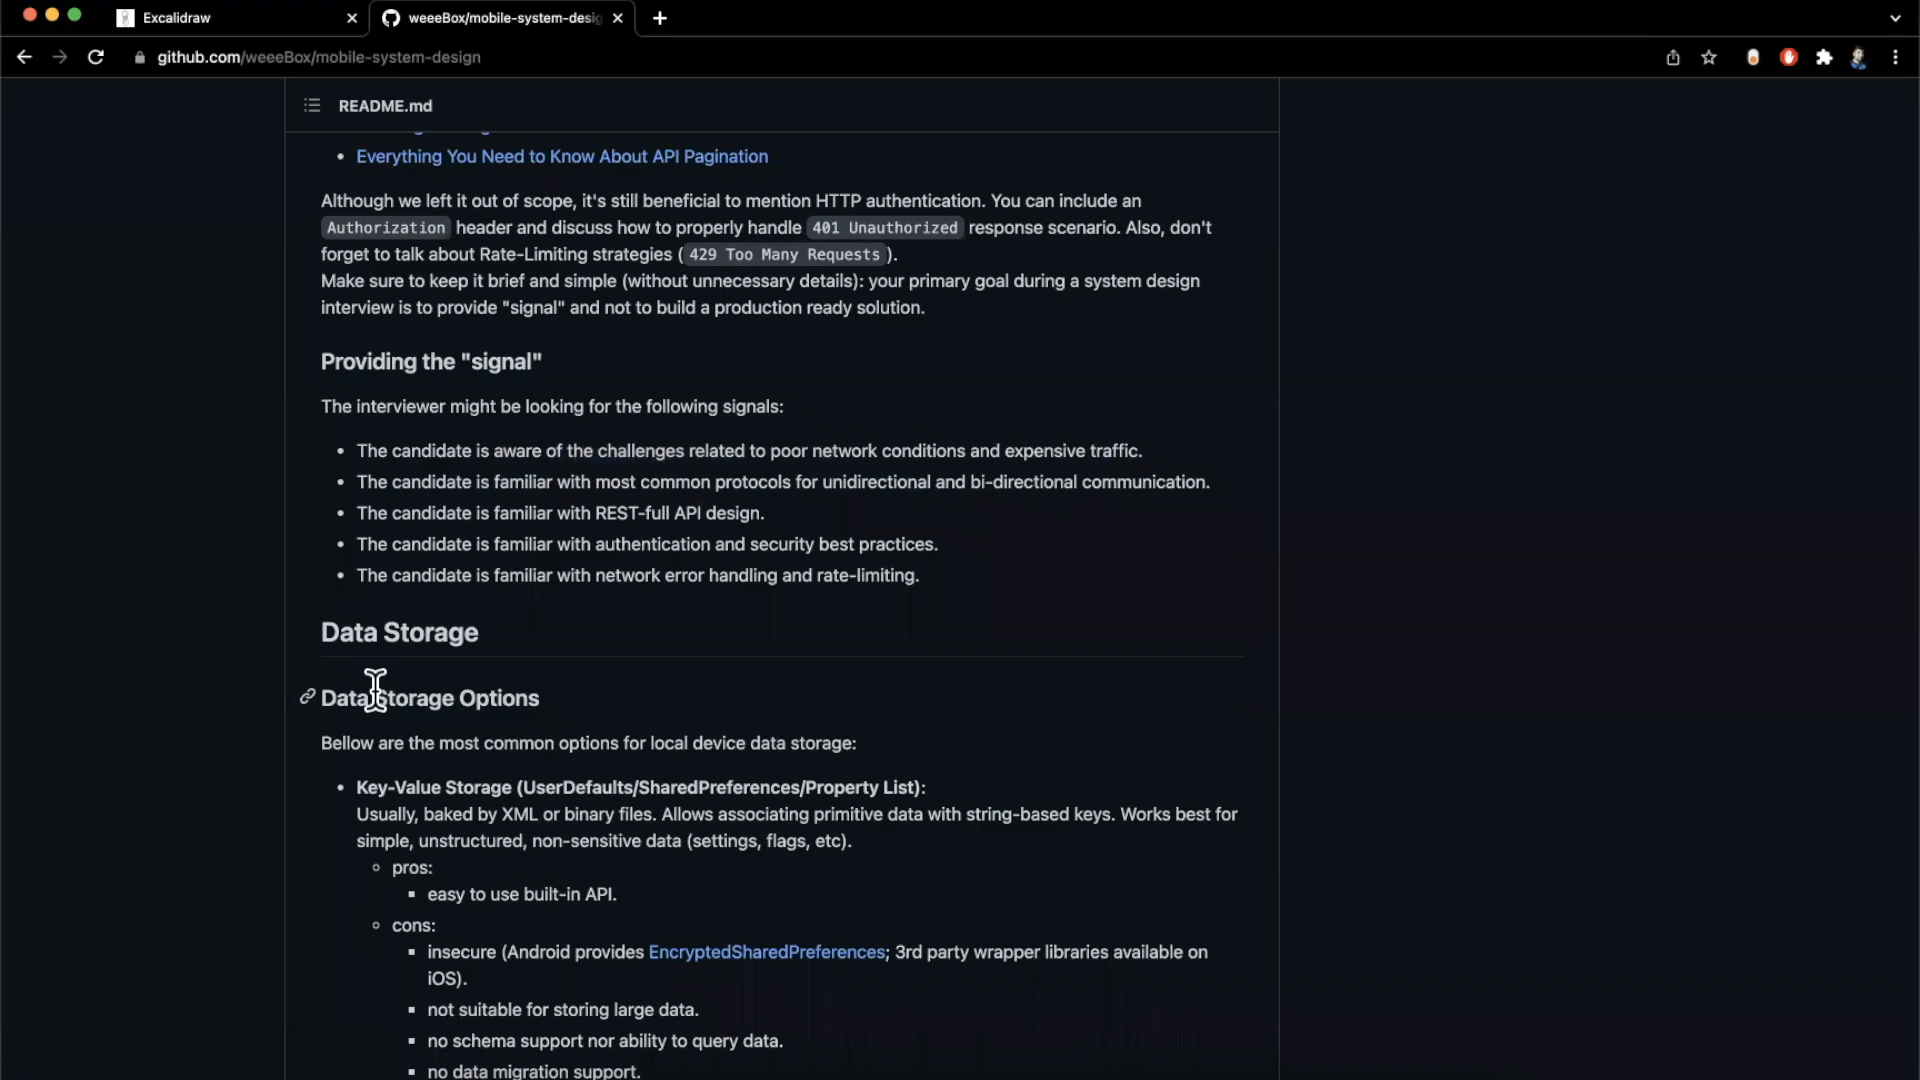 Excalidraw
weeeBox/mobile-system-desig
github.com/weeeBox/mobile-system-design
README.md
• Everything You Need to Know About API Pagination
Although we left it out of scope, it's still beneficial to mention HTTP authentication. You can include an
Authorization header and discuss how to properly handle 401 Unauthorized response scenario. Also, don't
forget to talk about Rate-Limiting strategies ( 429 Too Many Requests ).
Make sure to keep it brief and simple (without unnecessary details): your primary goal during a system design
interview is to provide "signal" and not to build a production ready solution.
Providing the "signal"
The interviewer might be looking for the following signals:
• The candidate is aware of the challenges related to poor network conditions and expensive traffic.
• The candidate is familiar with most common protocols for unidirectional and bi-directional communication.
• The candidate is familiar with REST-full API design.
• The candidate is familiar with authentication and security best practices.
• The candidate is familiar with network error handling and rate-limiting.
Data Storage
Data Storage Options
Bellow are the most common options for local device data storage:
• Key-Value Storage (UserDefaults/SharedPreferences/Property List):
Usually, baked by XML or binary files. Allows associating primitive data with string-based keys. Works best for
simple, unstructured, non-sensitive data (settings, flags, etc).
◦ pros:
▪ easy to use built-in API.
◦ cons:
▪ insecure (Android provides EncryptedSharedPreferences; 3rd party wrapper libraries available on
iOS).
▪ not suitable for storing large data.
▪ no schema support nor ability to query data.
▪ no data migration support.